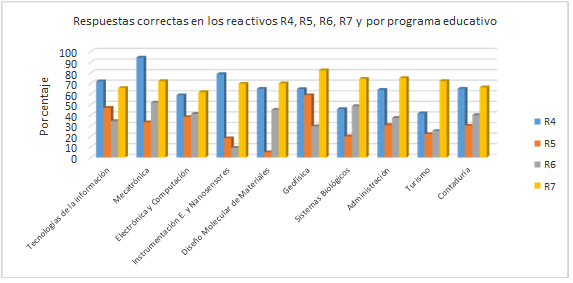 Respuestas correctas en los reactivos R4, R5, R6, R7 y por programa educativo
Porcentaje
100
90
80
70
60
50
40
30
20
10
0
Tecnologías de la información
Mecatrónica
Electrónica y Computación
Instrumentación E. y Nanosensores
Diseño Molecular de Materiales
Geofísica
Sistemas Biológicos
Administración
Turismo
Contaduría
R4
R5
R6
R7